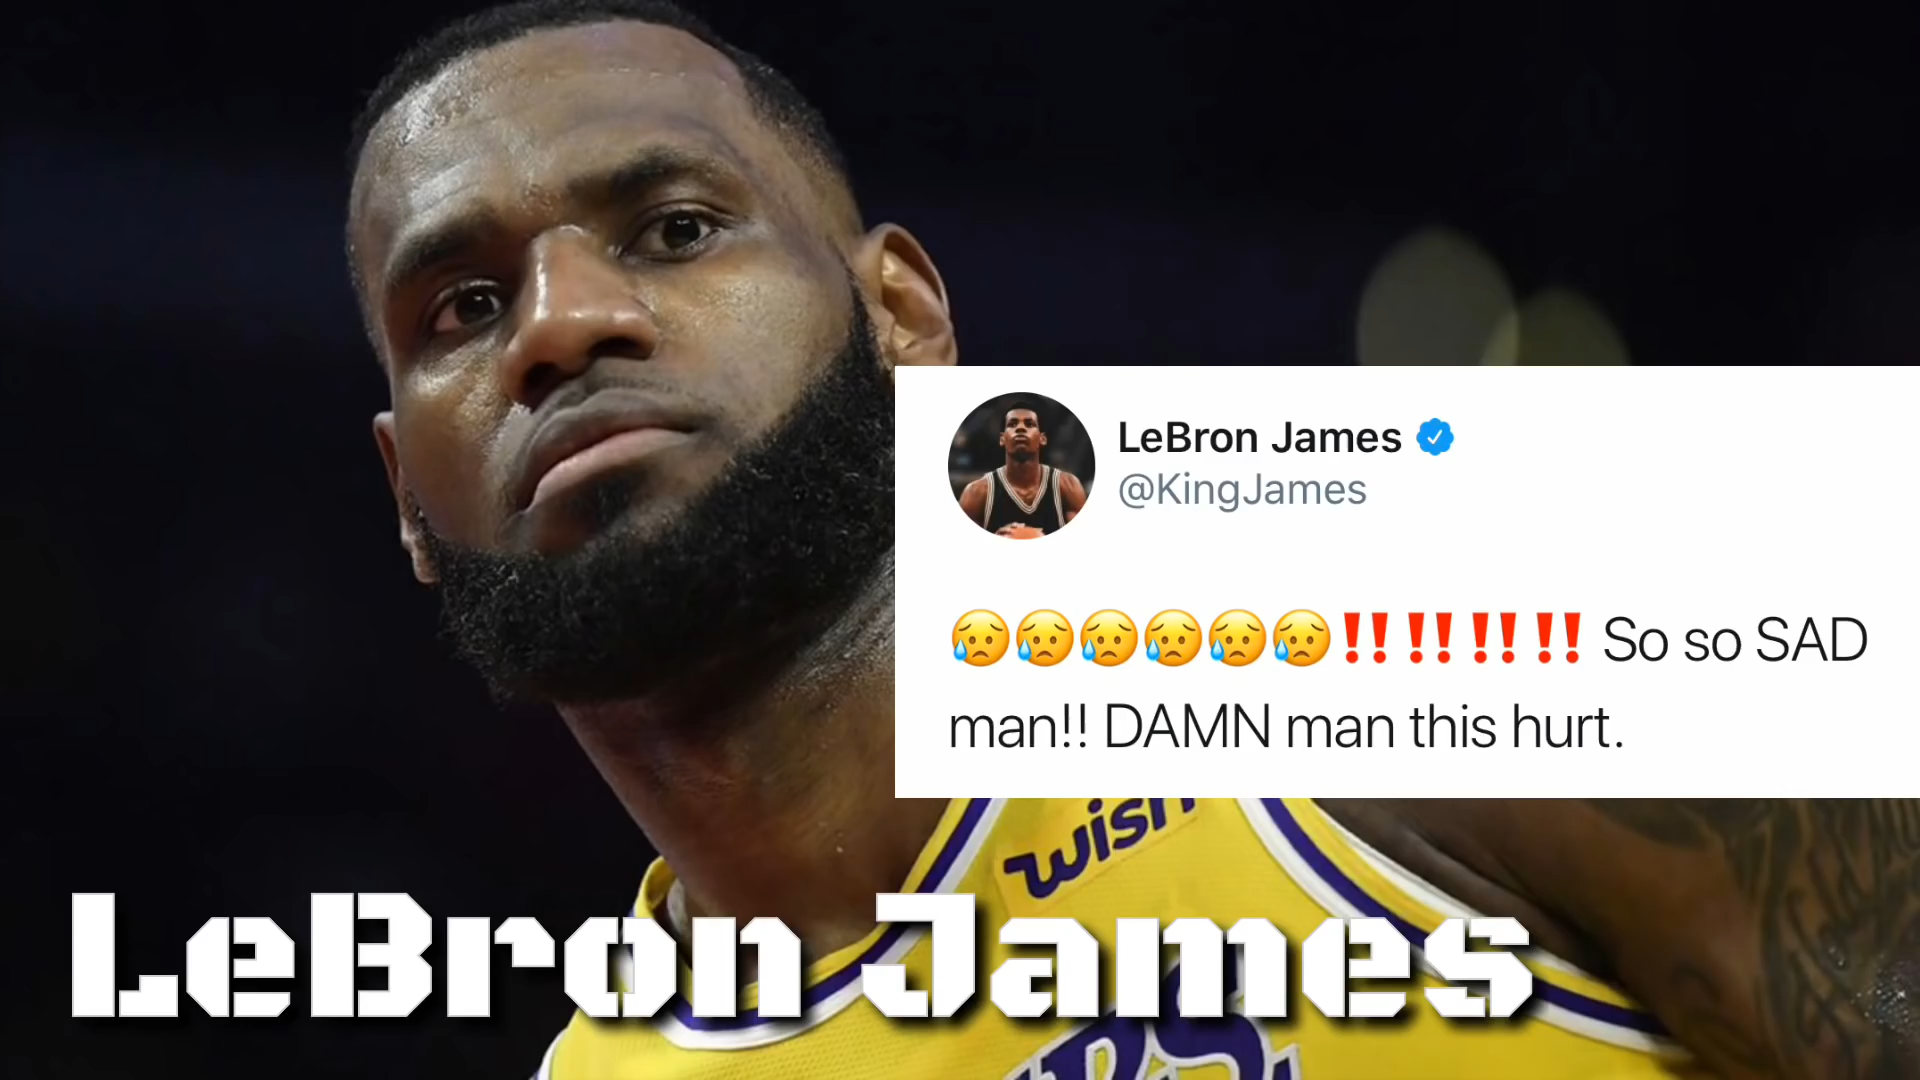 LeBron James
@KingJames
😥😥😥😥😥😥‼️‼️‼️‼️ So so SAD
man!! DAMN man this hurt.
wish
LeBron James